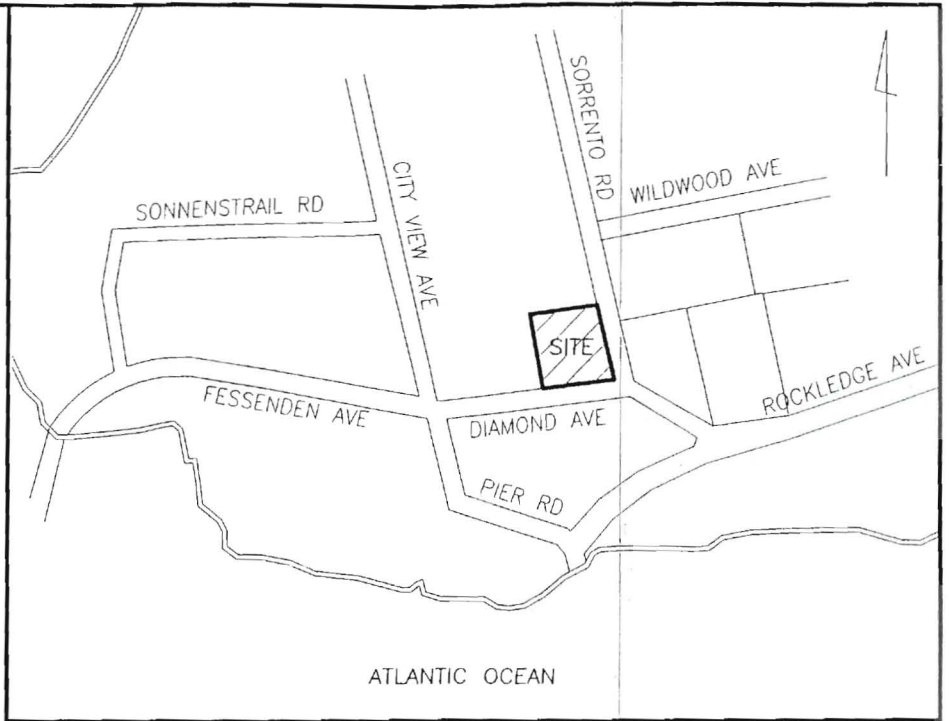 SORRENTO RD
WILDWOOD AVE
CITY VIEW AVE
SONNENSTRAIL RD
SITE
ROCKLEDGE AVE
FESSENDEN AVE
DIAMOND AVE
PIER RD
ATLANTIC OCEAN